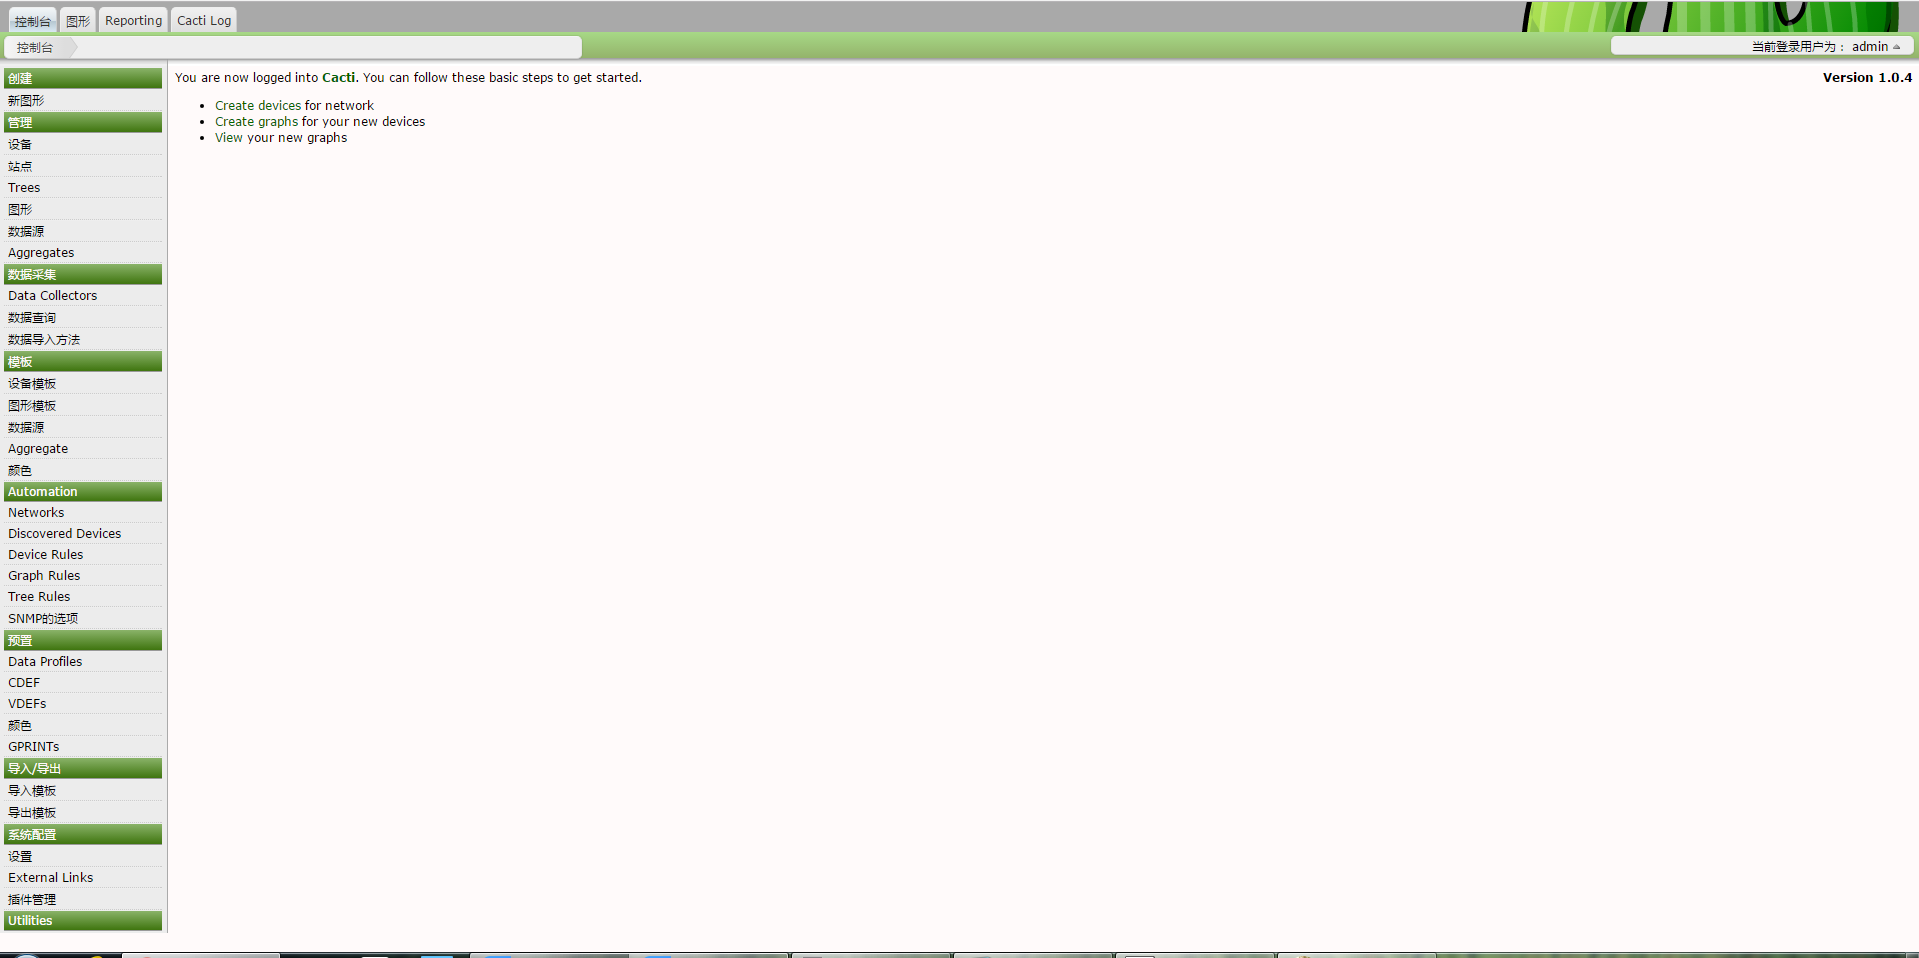 控制台 图形 Reporting Cacti Log
控制台
当前登录用户为： admin
创建
新图形
管理
设备
站点
Trees
图形
数据源
Aggregates
数据采集
Data Collectors
数据查询
数据导入方法
模板
设备模板
图形模板
数据源
Aggregate
颜色
Automation
Networks
Discovered Devices
Device Rules
Graph Rules
Tree Rules
SNMP的选项
预置
Data Profiles
CDEF
VDEFs
颜色
GPRINTs
导入/导出
导入模板
导出模板
系统配置
设置
External Links
插件管理
Utilities
You are now logged into Cacti. You can follow these basic steps to get started.
Version 1.0.4
• Create devices for network
• Create graphs for your new devices
• View your new graphs